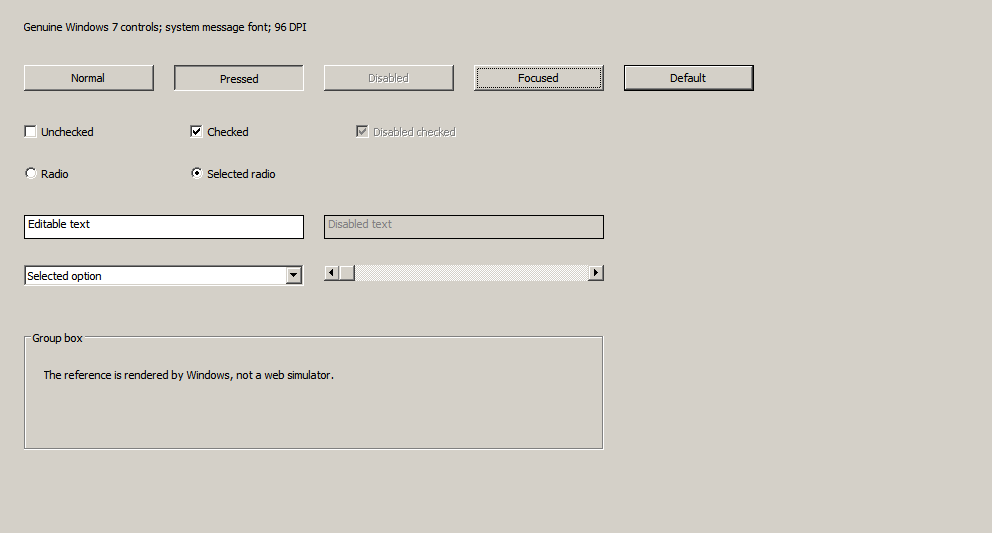 Genuine Windows 7 controls; system message font; 96 DPI
Normal Pressed Disabled Focused Default
Unchecked Checked Disabled checked
Radio Selected radio
Editable text Disabled text
Selected option
Group box
The reference is rendered by Windows, not a web simulator.